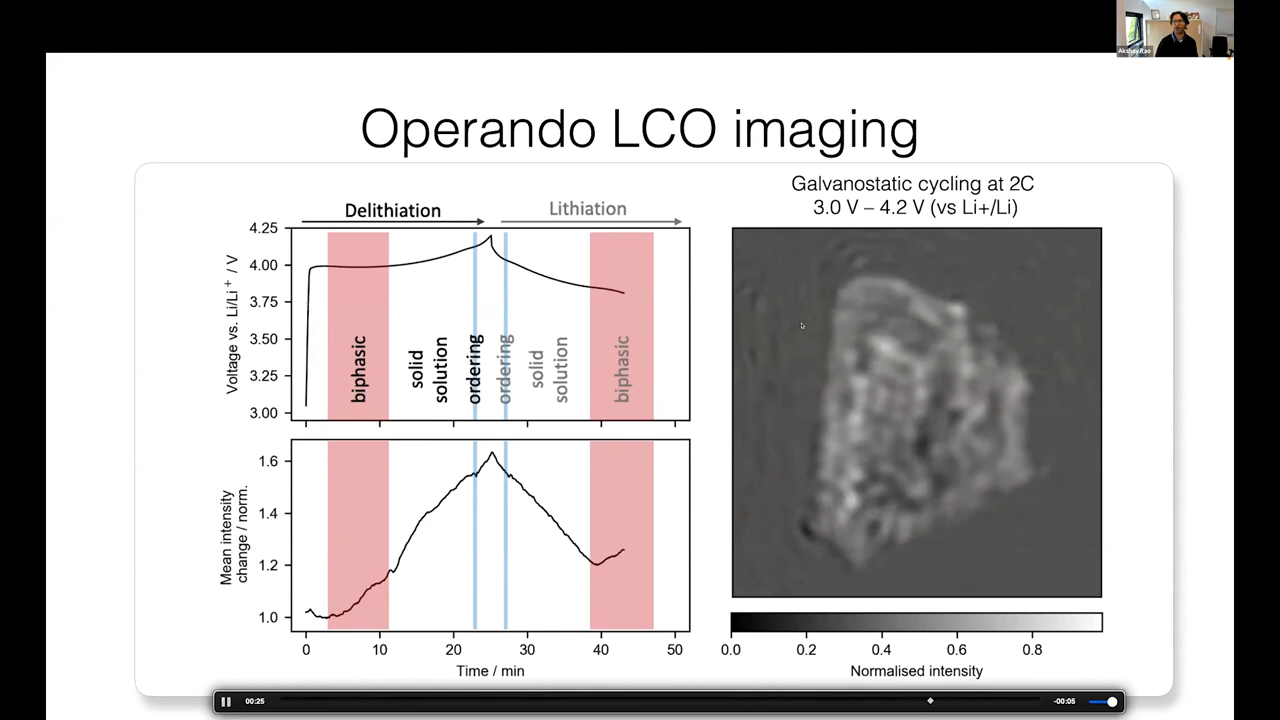 Akshay Rao
Operando LCO imaging
Delithiation
Lithiation
Galvanostatic cycling at 2C
3.0 V – 4.2 V (vs Li+/Li)
Voltage vs. Li/Li⁺ / V
4.25
4.00
3.75
3.50
3.25
3.00
biphasic
solid
solution
ordering
ordering
solid
solution
biphasic
Mean intensity
change / norm.
1.6
1.4
1.2
1.0
0 10 20 30 40 50
Time / min
0.0 0.2 0.4 0.6 0.8
Normalised intensity
00:25
-00:05